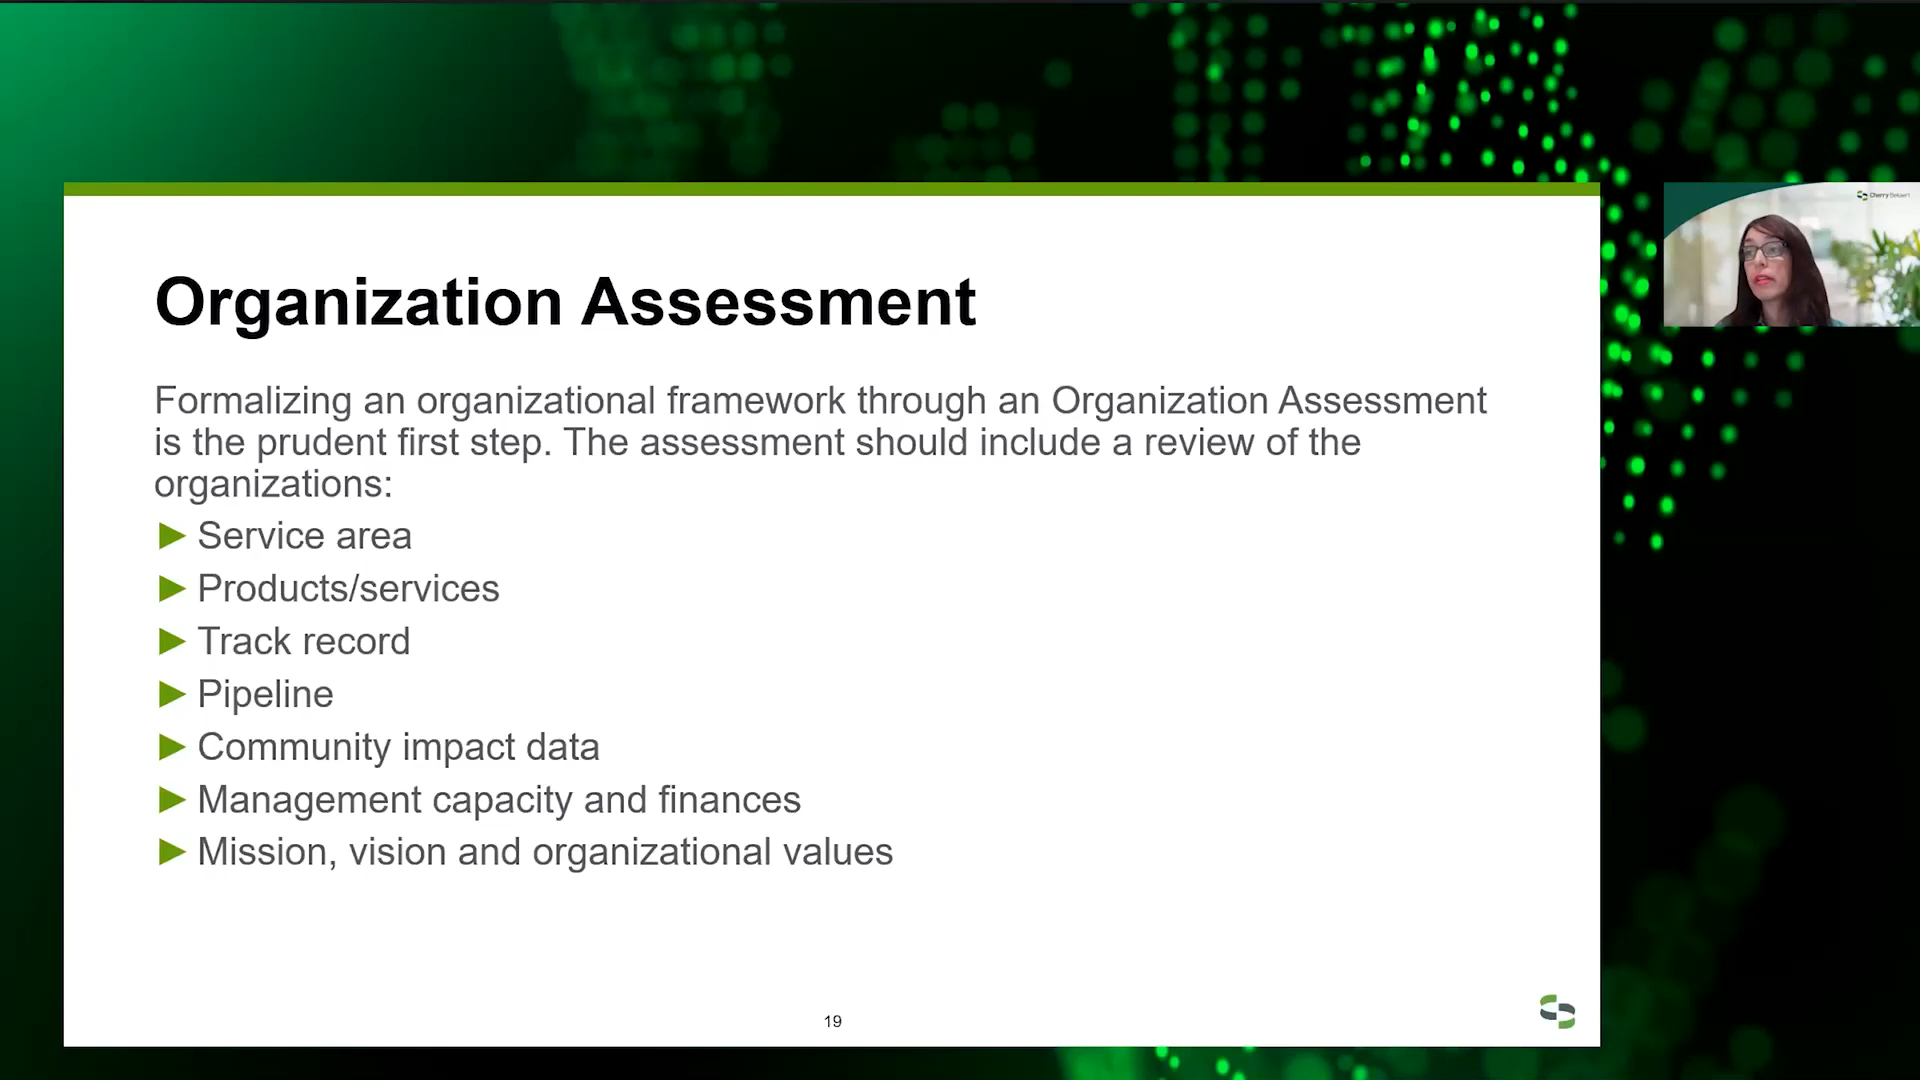 Cherry Bekaert
Organization Assessment
Formalizing an organizational framework through an Organization Assessment
is the prudent first step. The assessment should include a review of the
organizations:
Service area
Products/services
Track record
Pipeline
Community impact data
Management capacity and finances
Mission, vision and organizational values
19